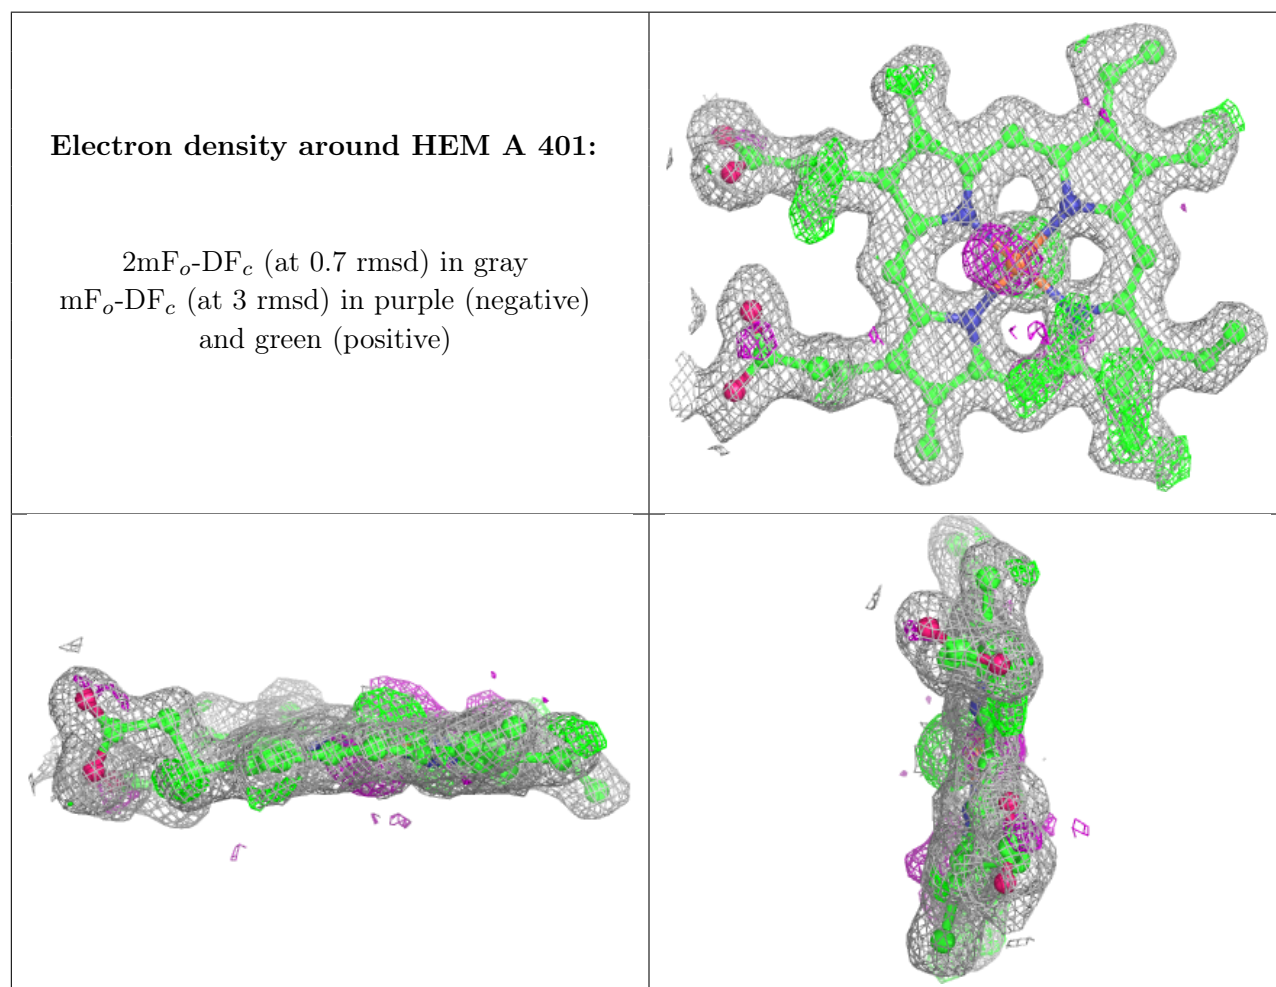 Electron density around HEM A 401:
2mFo-DFc (at 0.7 rmsd) in gray
mFo-DFc (at 3 rmsd) in purple (negative)
and green (positive)